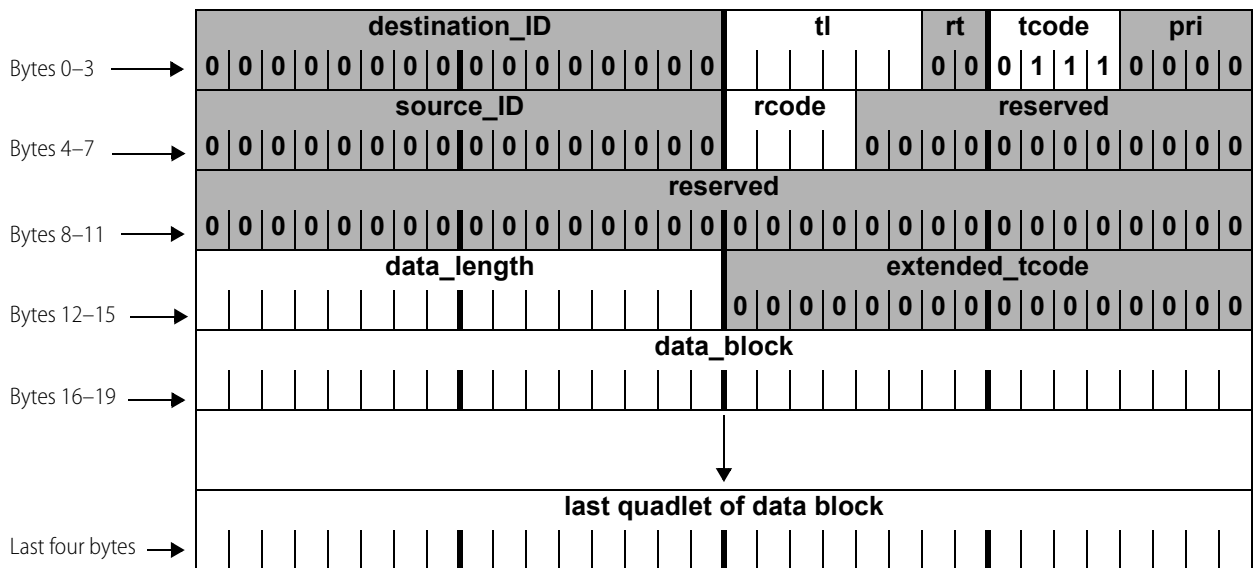 destination_ID tl rt tcode pri
Bytes 0–3 0 0 0 0 0 0 0 0 0 0 0 0 0 0 0 0 0 0 0 1 1 1 0 0 0 0
source_ID rcode reserved
Bytes 4–7 0 0 0 0 0 0 0 0 0 0 0 0 0 0 0 0 0 0 0 0 0 0 0 0 0 0 0 0
reserved
Bytes 8–11 0 0 0 0 0 0 0 0 0 0 0 0 0 0 0 0 0 0 0 0 0 0 0 0 0 0 0 0 0 0 0 0
data_length extended_tcode
Bytes 12–15 0 0 0 0 0 0 0 0 0 0 0 0 0 0 0 0
data_block
Bytes 16–19
last quadlet of data block
Last four bytes